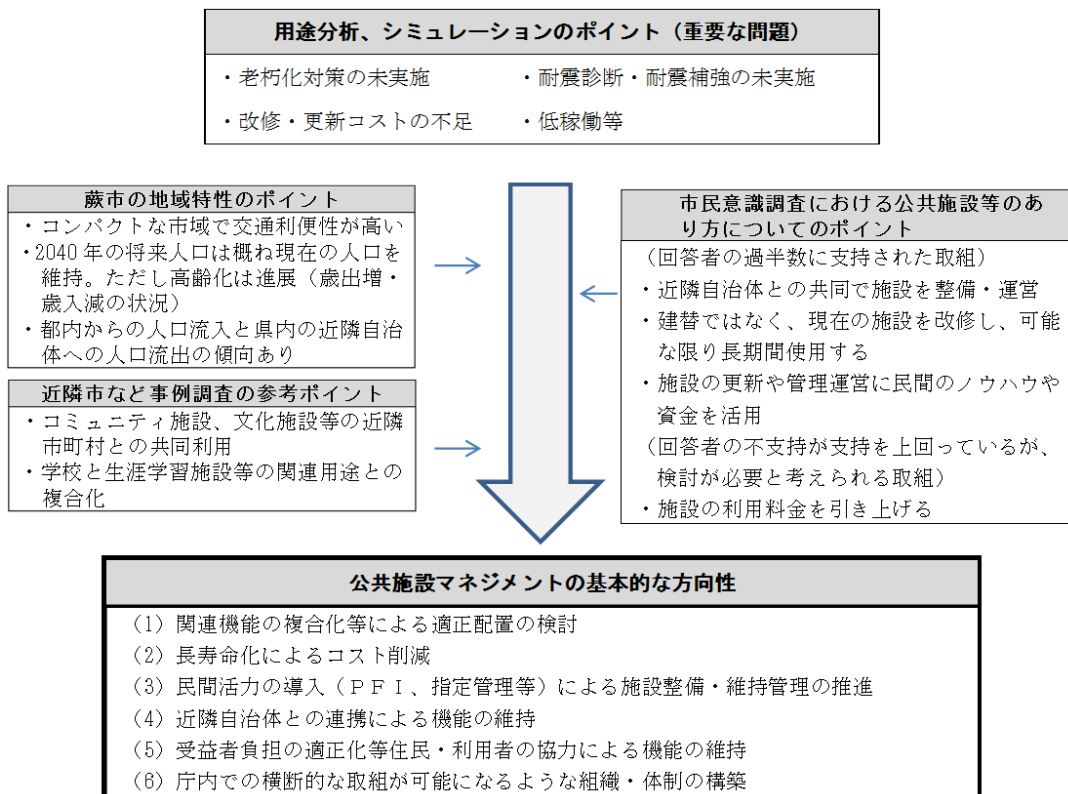 用途分析、シミュレーションのポイント（重要な問題）
・老朽化対策の未実施
・耐震診断・耐震補強の未実施
・改修・更新コストの不足
・低稼働等
蕨市の地域特性のポイント
・コンパクトな市域で交通利便性が高い
・2040年の将来人口は概ね現在の人口を
維持。ただし高齢化は進展（歳出増・
歳入減の状況）
・都内からの人口流入と県内の近隣自治
体への人口流出の傾向あり
近隣市など事例調査の参考ポイント
・コミュニティ施設、文化施設等の近隣
市町村との共同利用
・学校と生涯学習施設等の関連用途との
複合化
市民意識調査における公共施設等のあ
り方についてのポイント
（回答者の過半数に支持された取組）
・近隣自治体との共同で施設を整備・運営
・建替ではなく、現在の施設を改修し、可能
な限り長期間使用する
・施設の更新や管理運営に民間のノウハウや
資金を活用
（回答者の不支持が支持を上回っているが、
検討が必要と考えられる取組）
・施設の利用料金を引き上げる
公共施設マネジメントの基本的な方向性
（1）関連機能の複合化等による適正配置の検討
（2）長寿命化によるコスト削減
（3）民間活力の導入（ＰＦＩ、指定管理等）による施設整備・維持管理の推進
（4）近隣自治体との連携による機能の維持
（5）受益者負担の適正化等住民・利用者の協力による機能の維持
（6）庁内での横断的な取組が可能になるような組織・体制の構築